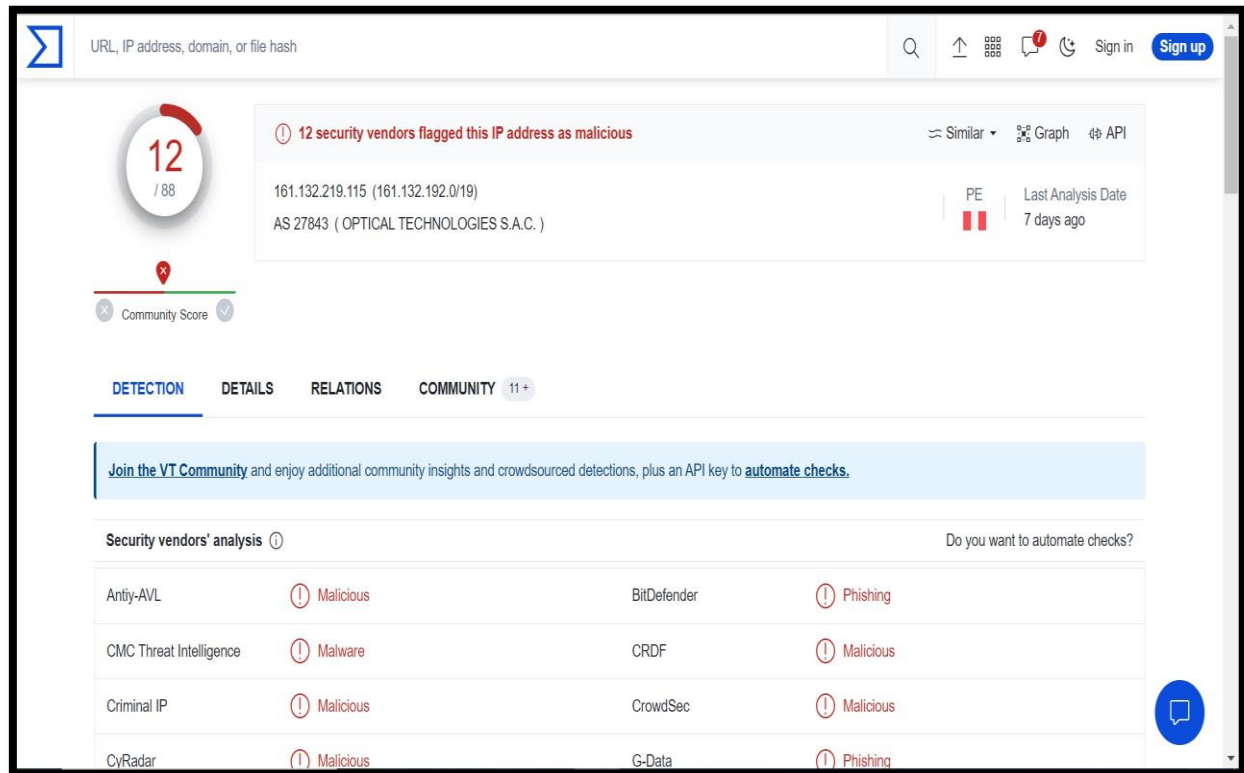 URL, IP address, domain, or file hash
7
Sign in
Sign up
12
/ 88
12 security vendors flagged this IP address as malicious
Similar
Graph
API
161.132.219.115 (161.132.192.0/19)
AS 27843 ( OPTICAL TECHNOLOGIES S.A.C. )
PE
Last Analysis Date
7 days ago
Community Score
DETECTION DETAILS RELATIONS COMMUNITY 11 +
Join the VT Community and enjoy additional community insights and crowdsourced detections, plus an API key to automate checks.
Security vendors' analysis Do you want to automate checks?
Antiy-AVL Malicious BitDefender Phishing
CMC Threat Intelligence Malware CRDF Malicious
Criminal IP Malicious CrowdSec Malicious
CyRadar Malicious G-Data Phishing